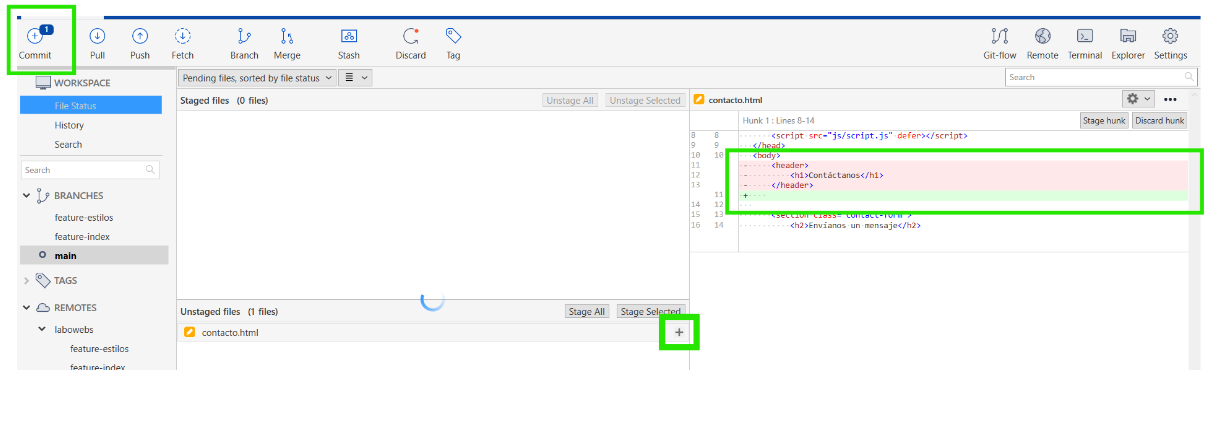 1
Commit Pull Push Fetch Branch Merge Stash Discard Tag Git-flow Remote Terminal Explorer Settings
WORKSPACE
File Status
History
Search
Search
BRANCHES
feature-estilos
feature-index
main
TAGS
REMOTES
labowebs
feature-estilos
feature-index
Pending files, sorted by file status
Search
Staged files (0 files) Unstage All Unstage Selected
Unstaged files (1 files) Stage All Stage Selected
contacto.html +
contacto.html
Hunk 1 : Lines 8-14 Stage hunk Discard hunk
8 8 <script src="js/script.js" defer></script>
9 9 </head>
10 10 <body>
11 - <header>
12 - <h1>Contáctanos</h1>
13 - </header>
11 +
14 12
15 13 <section class="contact-form">
16 14 <h2>Envíanos un mensaje</h2>